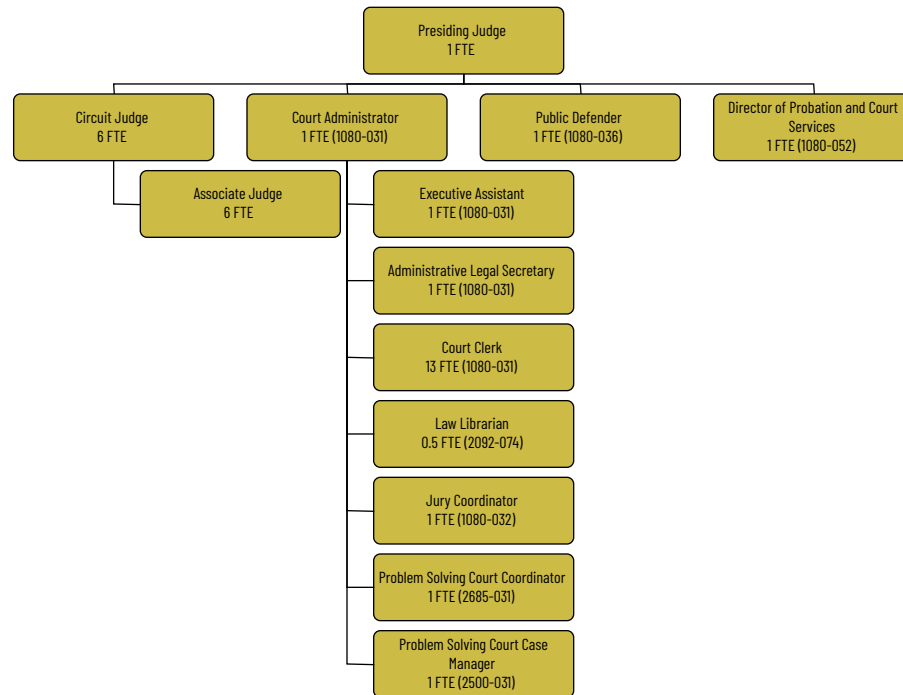 Presiding Judge
1 FTE
Circuit Judge
6 FTE
Court Administrator
1 FTE (1080-031)
Public Defender
1 FTE (1080-036)
Director of Probation and Court
Services
1 FTE (1080-052)
Associate Judge
6 FTE
Executive Assistant
1 FTE (1080-031)
Administrative Legal Secretary
1 FTE (1080-031)
Court Clerk
13 FTE (1080-031)
Law Librarian
0.5 FTE (2092-074)
Jury Coordinator
1 FTE (1080-032)
Problem Solving Court Coordinator
1 FTE (2685-031)
Problem Solving Court Case
Manager
1 FTE (2500-031)